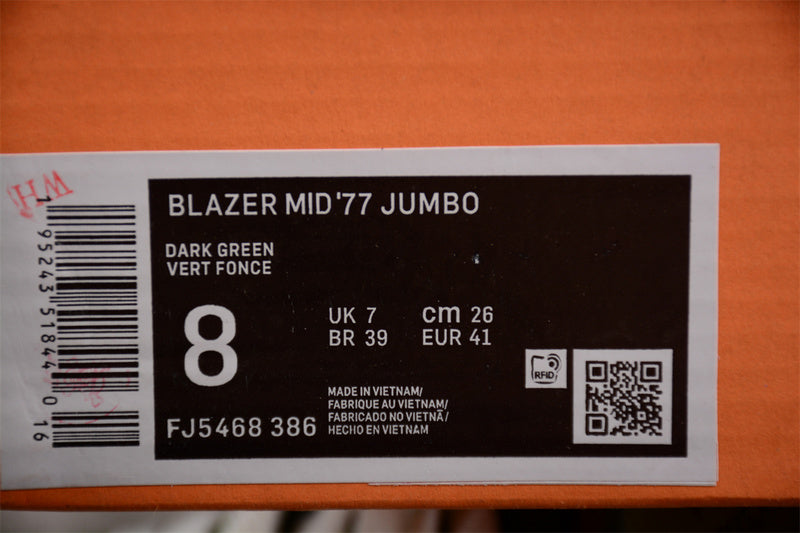 BLAZER MID '77 JUMBO
DARK GREEN
VERT FONCE
8
UK 7
cm 26
BR 39
EUR 41
RFID
MADE IN VIETNAM/
FABRIQUE AU VIETNAM/
FABRICADO NO VIETNÃ/
HECHO EN VIETNAM
FJ5468 386
1 95243 51844 0 16
WH